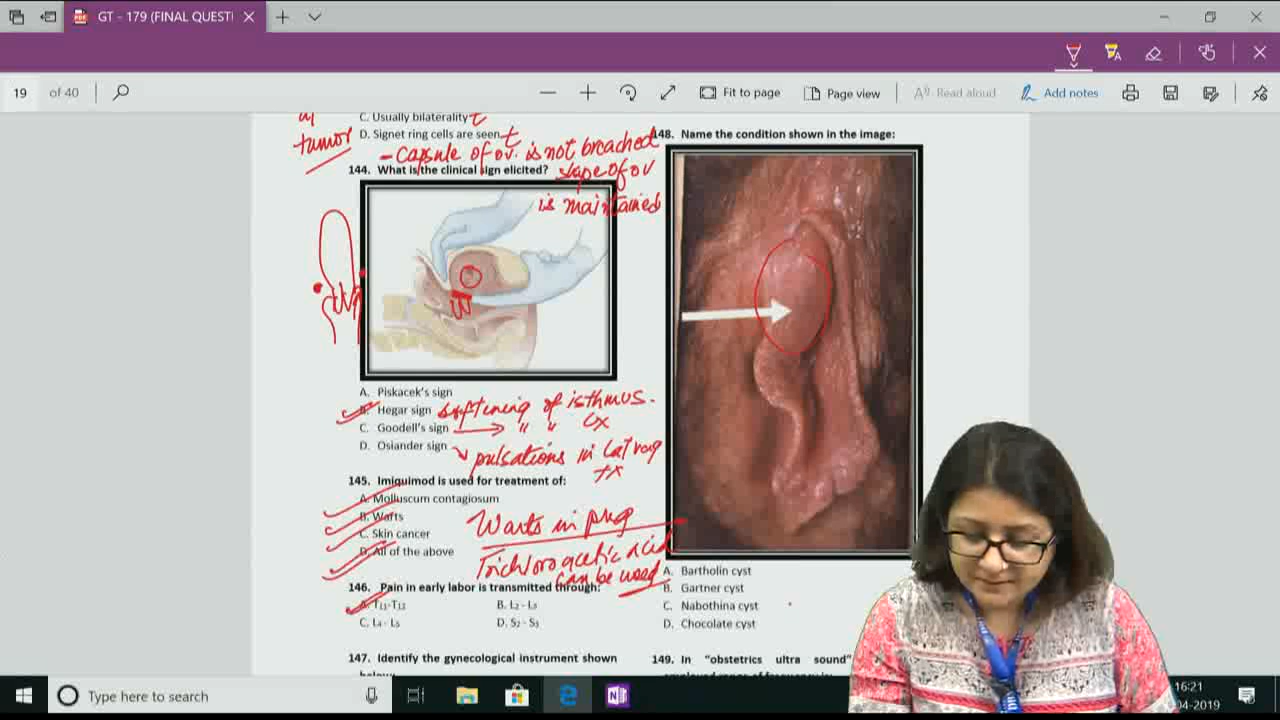 GT - 179 (FINAL QUESTI
19 of 40
Fit to page
Page view
Read aloud
Add notes
C. Usually bilaterality t
tumor
D. Signet ring cells are seen. t
- capsule of ov. is not breached
144. What is the clinical sign elicited?
shape of ov
is maintained
A. Piskacek's sign
B. Hegar sign softening of isthmus.
C. Goodell's sign → " " Cx
D. Osiander sign ↘ pulsations in lat
145. Imiquimod is used for treatment of:
A. Molluscum contagiosum
B. Warts
C. Skin cancer
D. All of the above
Warts in preg
Trichloroacetic acid
can be used
146. Pain in early labor is transmitted through:
A. T11-T12
B. L2 - L3
C. L4 - L5
D. S2 - S3
147. Identify the gynecological instrument shown
148. Name the condition shown in the image:
A. Bartholin cyst
B. Gartner cyst
C. Nabothina cyst
D. Chocolate cyst
149. In "obstetrics ultra sound"
Type here to search
16:21
04-2019